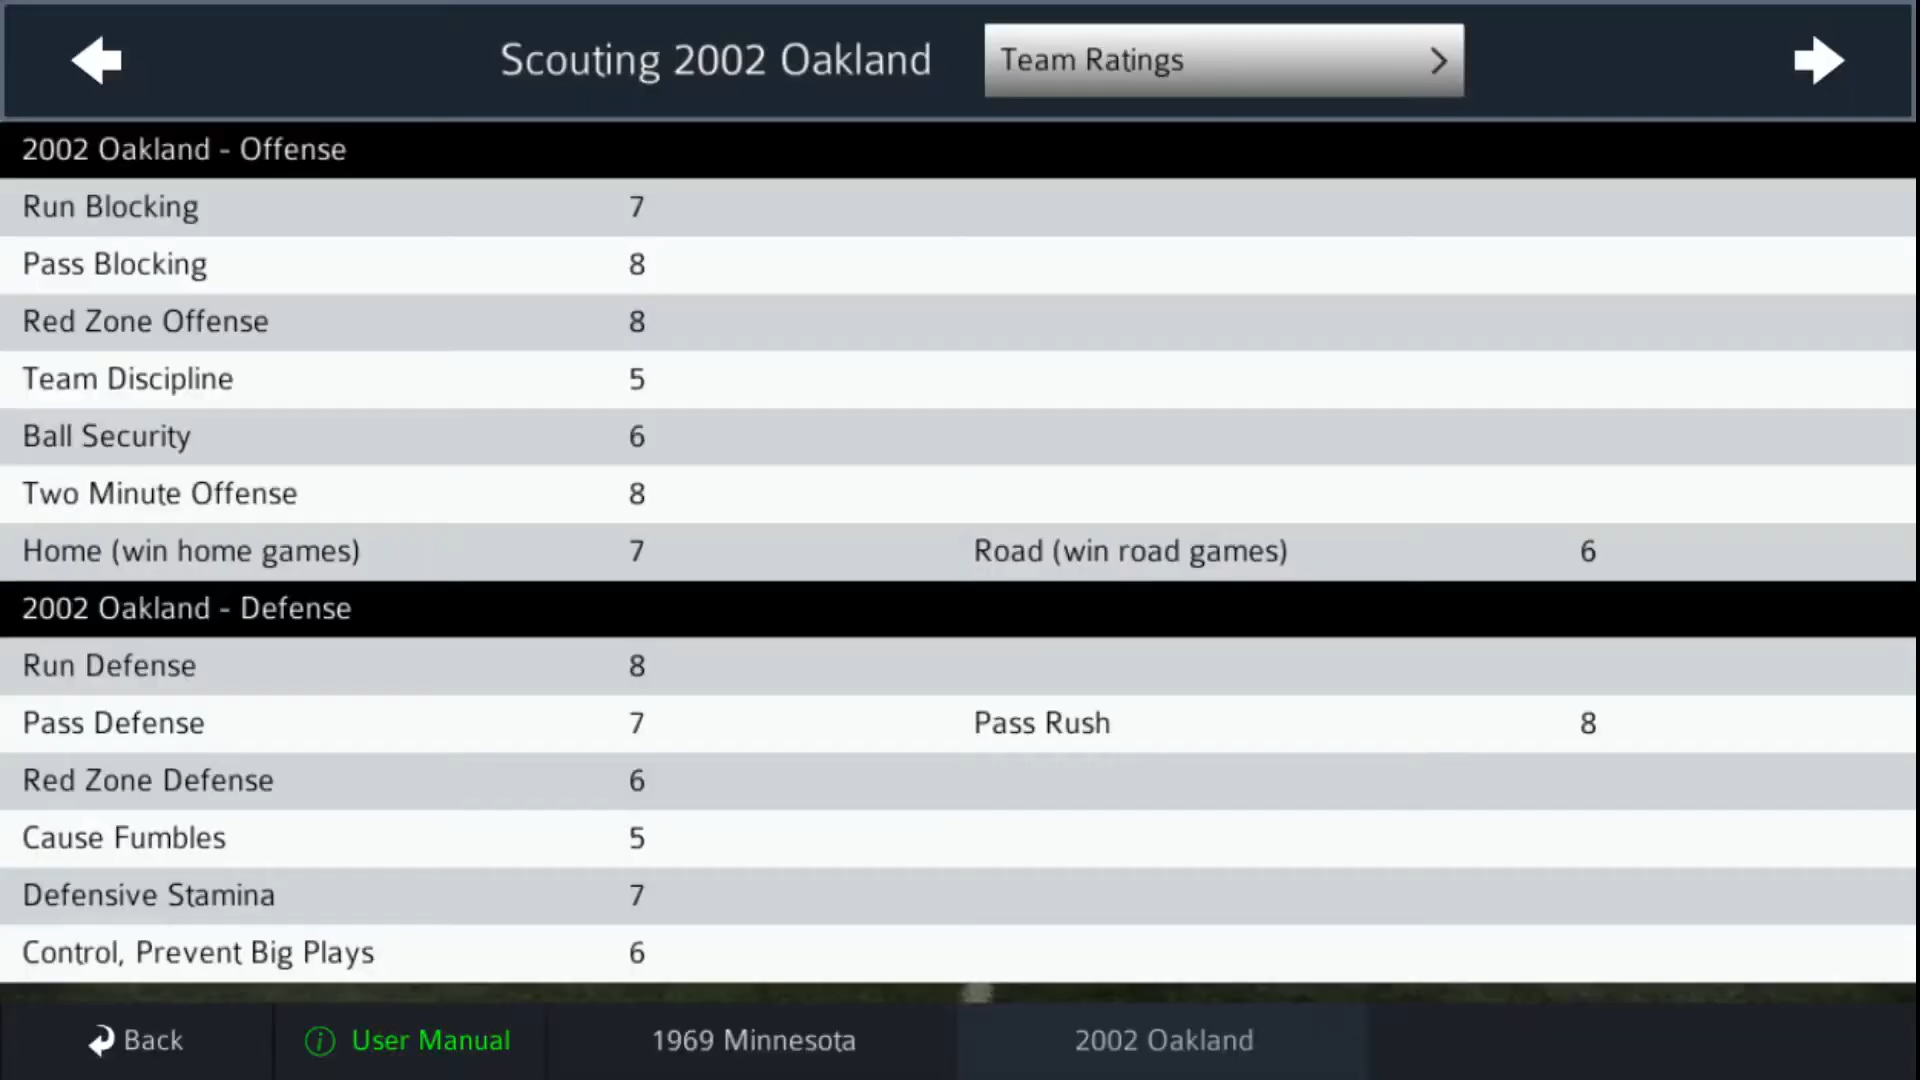 Scouting 2002 Oakland
Team Ratings
2002 Oakland - Offense
Run Blocking 7
Pass Blocking 8
Red Zone Offense 8
Team Discipline 5
Ball Security 6
Two Minute Offense 8
Home (win home games) 7 Road (win road games) 6
2002 Oakland - Defense
Run Defense 8
Pass Defense 7 Pass Rush 8
Red Zone Defense 6
Cause Fumbles 5
Defensive Stamina 7
Control, Prevent Big Plays 6
Back i User Manual 1969 Minnesota 2002 Oakland